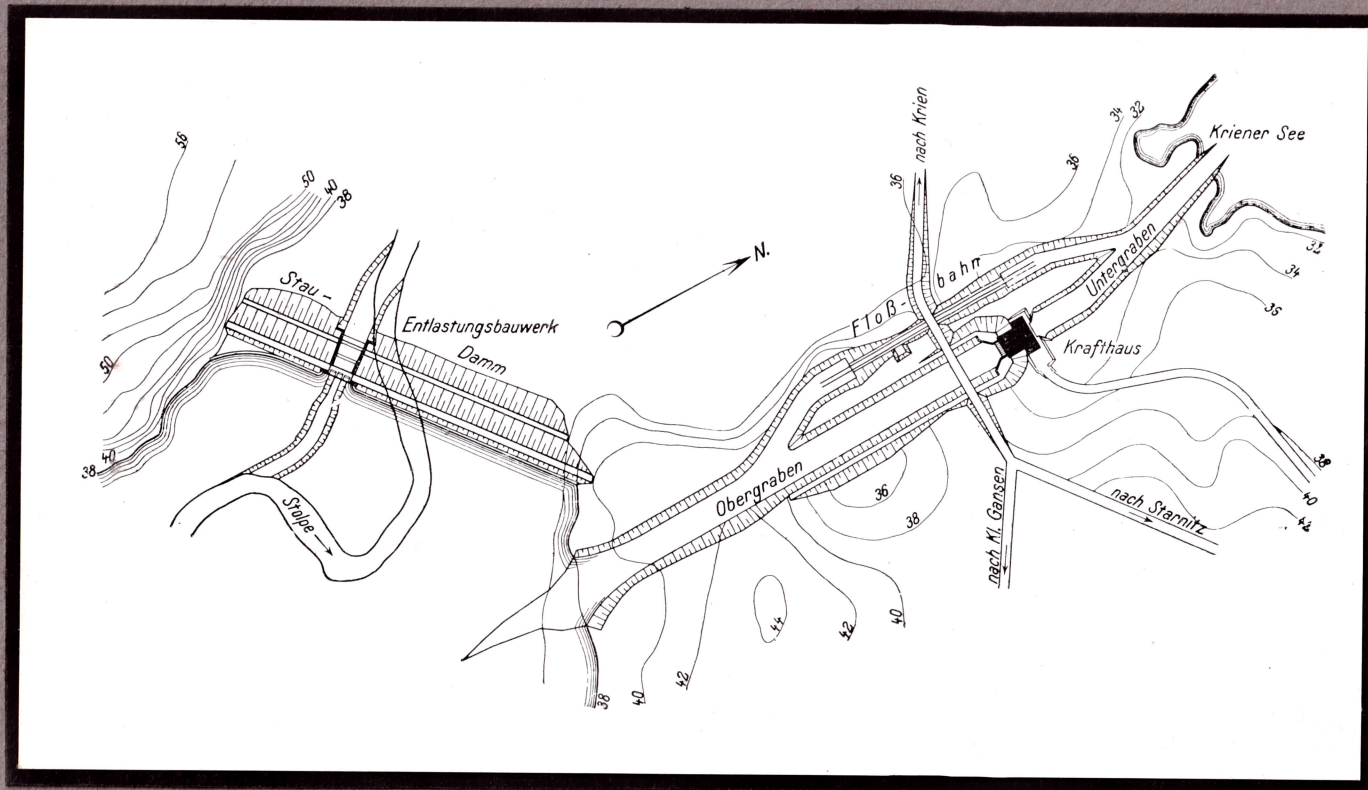 56
50
40
38
Stau-
Entlastungsbauwerk
Damm
50
40
38
Stolpe
N.
nach Krien
36
Floß-
bahn
36
34
32
Kriener See
Untergraben
32
34
36
Krafthaus
Obergraben
36
38
nach Kl. Gansen
nach Starnitz
38
40
42
44
42
40
42
40
38